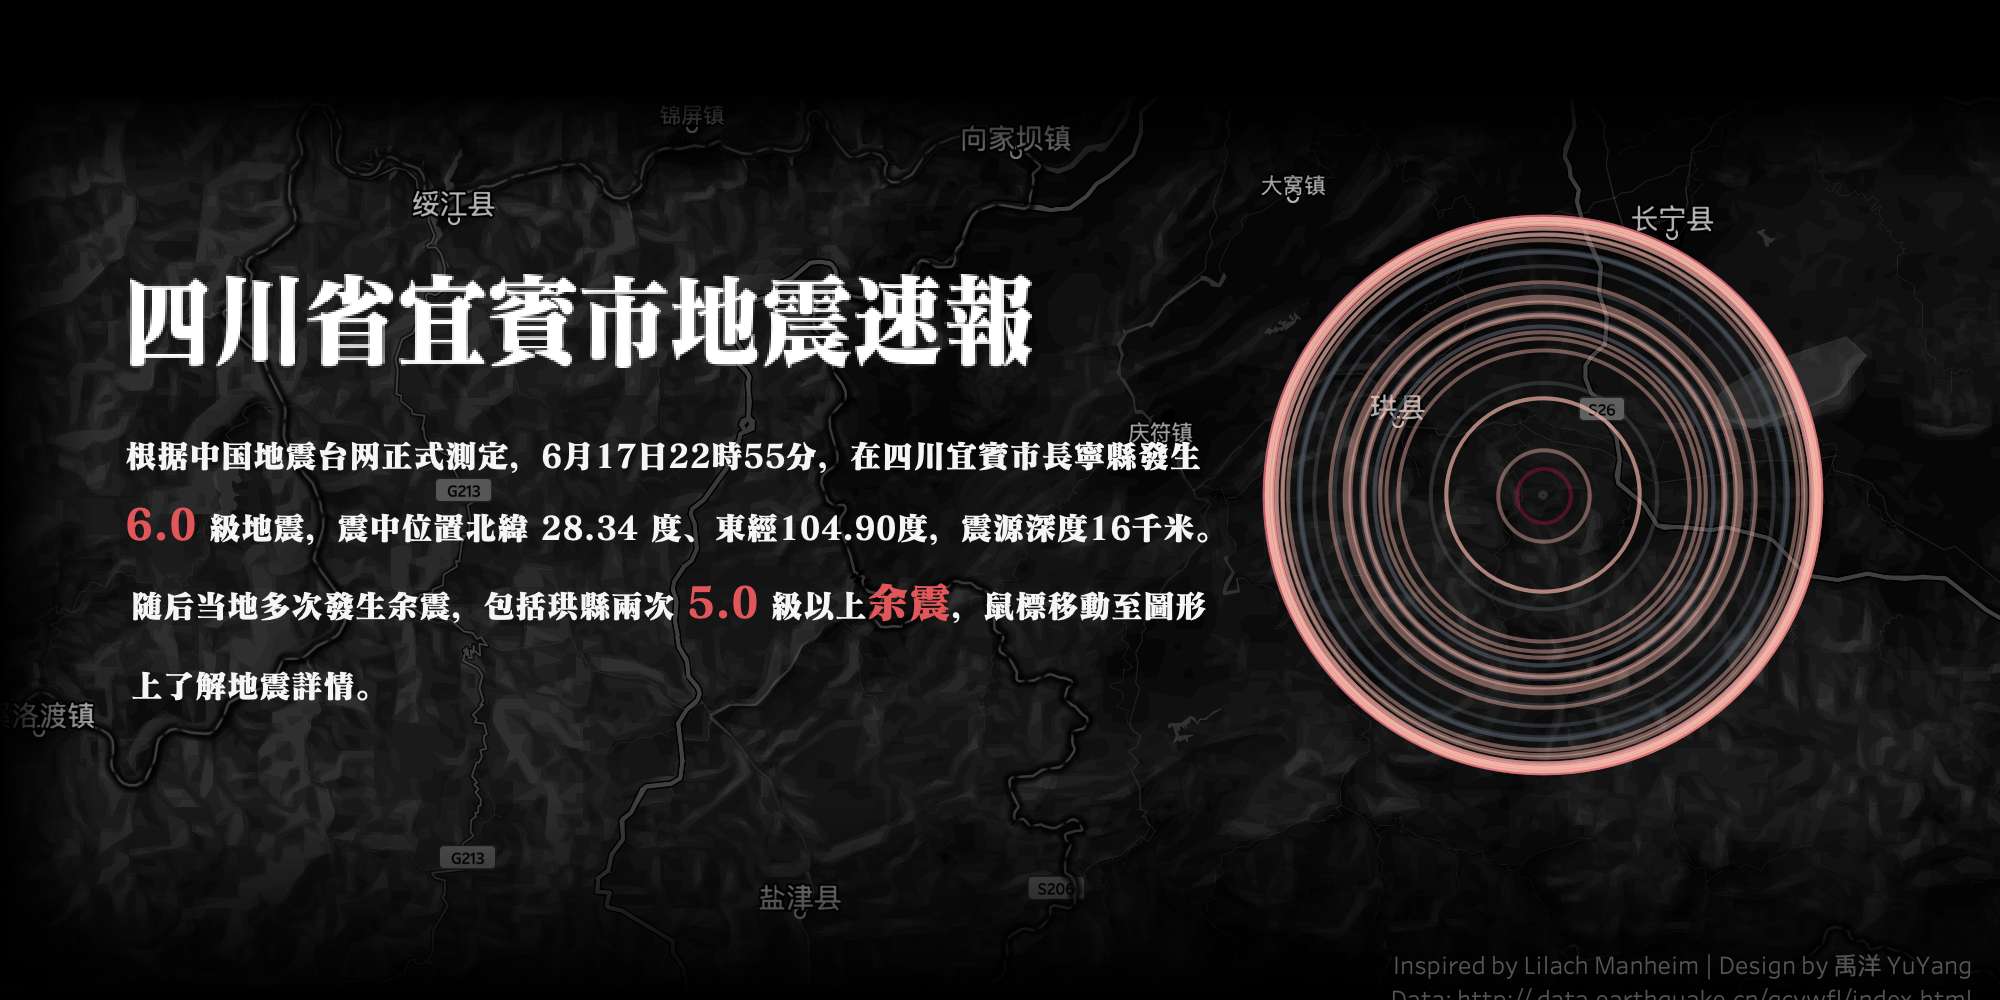 锦屏镇
向家坝镇
绥江县
大窝镇
长宁县
四川省宜賓市地震速報
珙县
S26
庆符镇
根据中国地震台网正式測定，6月17日22時55分，在四川宜賓市長寧縣發生
G213
6.0 級地震，震中位置北緯 28.34 度、東經104.90度，震源深度16千米。
随后当地多次發生余震，包括珙縣兩次 5.0 級以上余震，鼠標移動至圖形
上了解地震詳情。
洛渡镇
G213
S206
盐津县
Inspired by Lilach Manheim | Design by 禹洋 YuYang